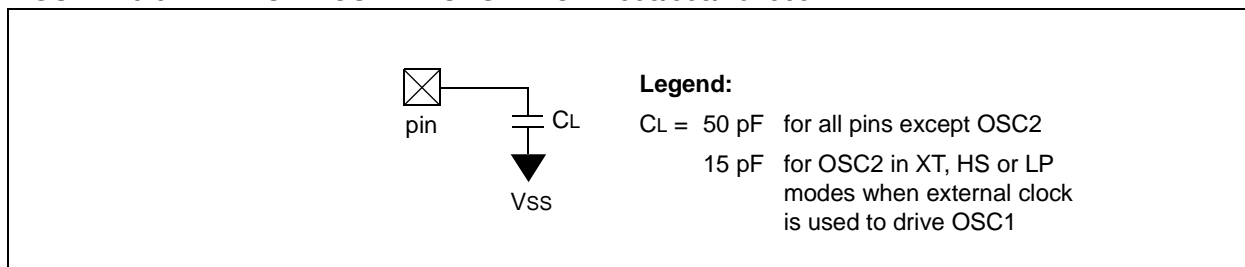 pin
CL
VSS
Legend:
CL = 50 pF for all pins except OSC2
15 pF for OSC2 in XT, HS or LP
modes when external clock
is used to drive OSC1